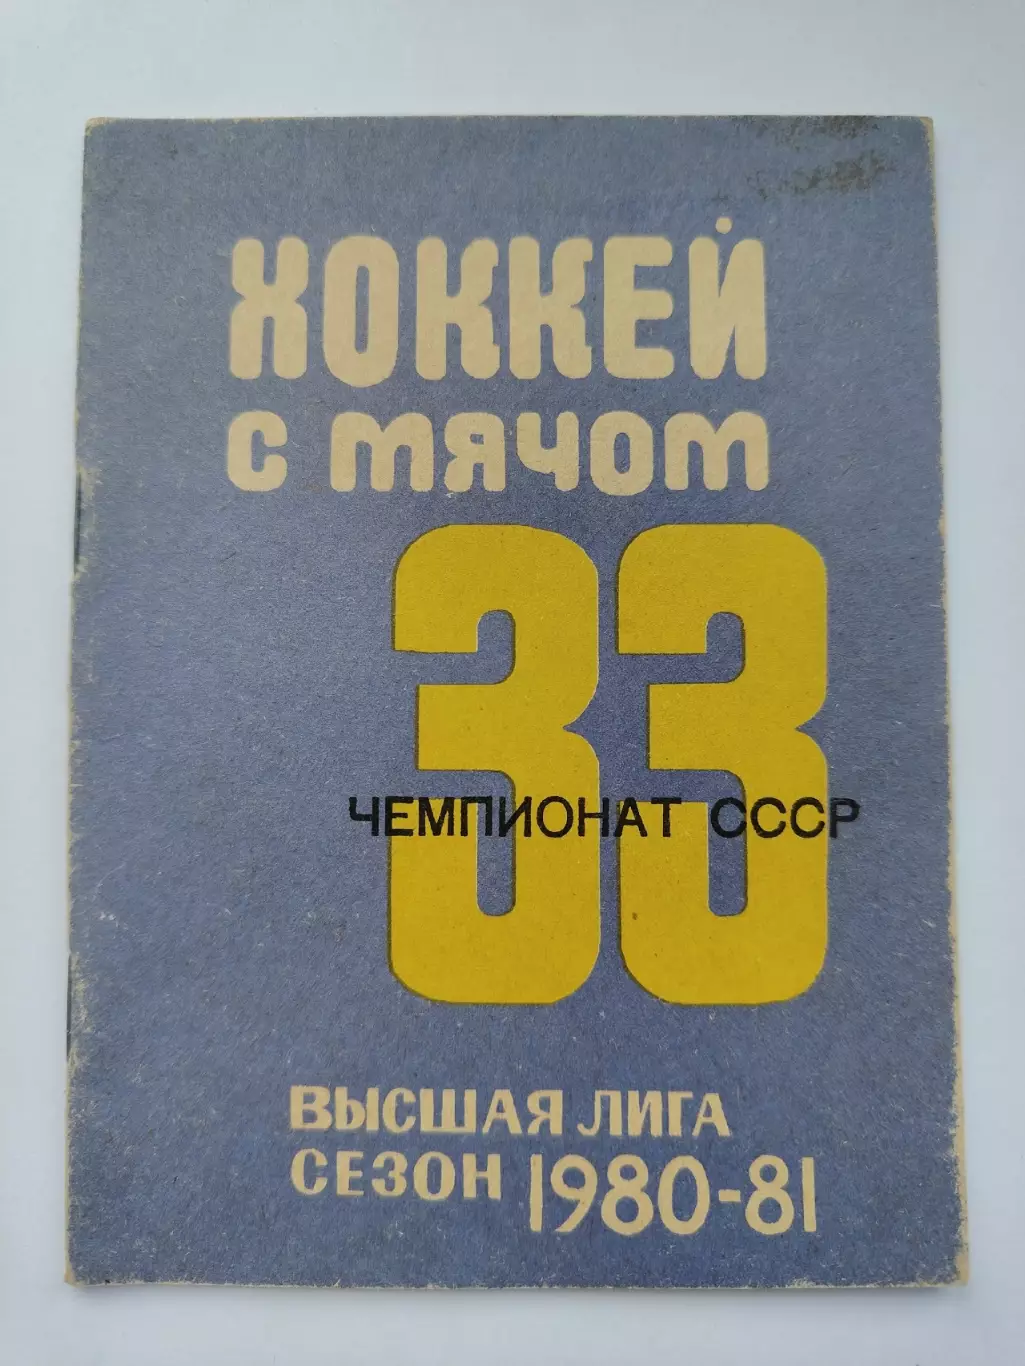 ХОККЕЙ
с мячом
33
ЧЕМПИОНАТ СССР
ВЫСШАЯ ЛИГА
СЕЗОН 1980-81